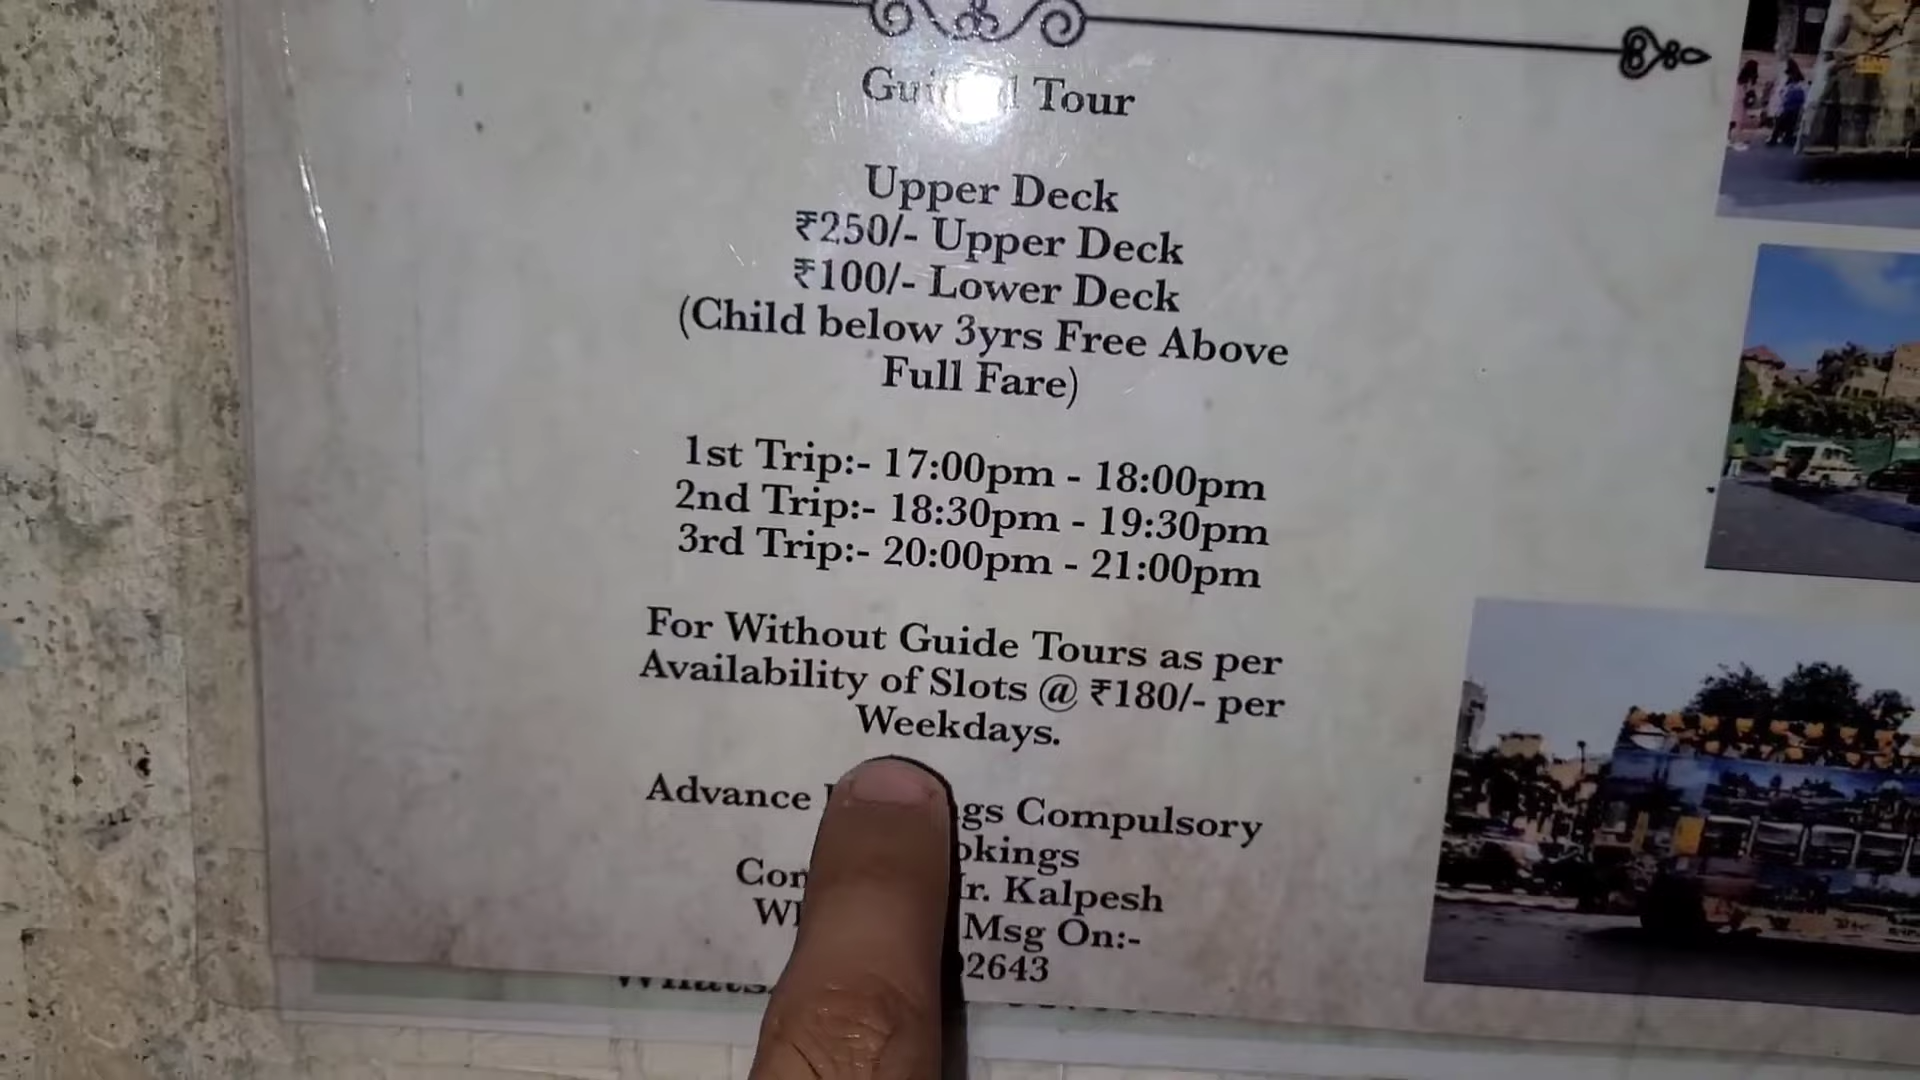 Tour
Upper Deck
₹250/- Upper Deck
₹100/- Lower Deck
(Child below 3yrs Free Above
Full Fare)
1st Trip:- 17:00pm - 18:00pm
2nd Trip:- 18:30pm - 19:30pm
3rd Trip:- 20:00pm - 21:00pm
For Without Guide Tours as per
Availability of Slots @ ₹180/- per
Weekdays.
Advance Compulsory
Kalpesh
Msg On:-
2643